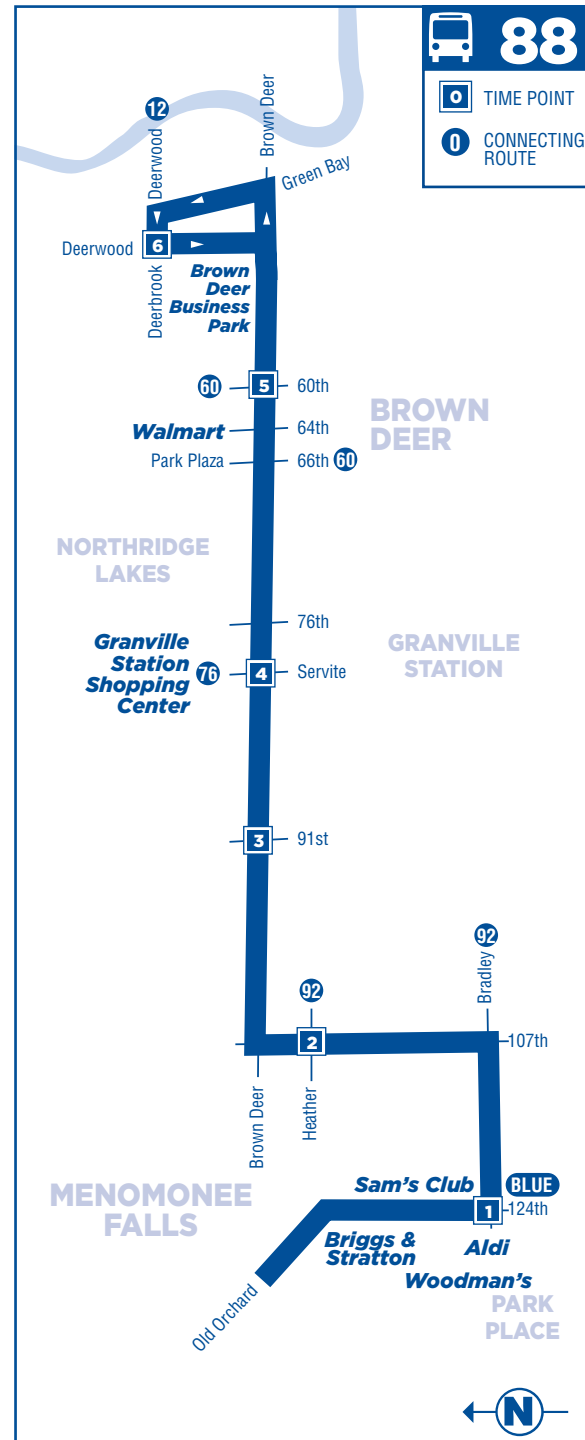 88
0 TIME POINT
0 CONNECTING
ROUTE
12
Deerwood
Brown Deer
Green Bay
Deerwood
6
Deerbrook
Brown
Deer
Business
Park
60
5
60th
BROWN
DEER
Walmart
64th
Park Plaza
66th 60
NORTHRIDGE
LAKES
76th
Granville
Station
Shopping
Center
76
4
Servite
GRANVILLE
STATION
3
91st
92
Bradley
92
2
107th
Brown Deer
Heather
MENOMONEE
FALLS
Sam's Club
BLUE
1
124th
Briggs &
Stratton
Aldi
Woodman's
Old Orchard
PARK
PLACE
N